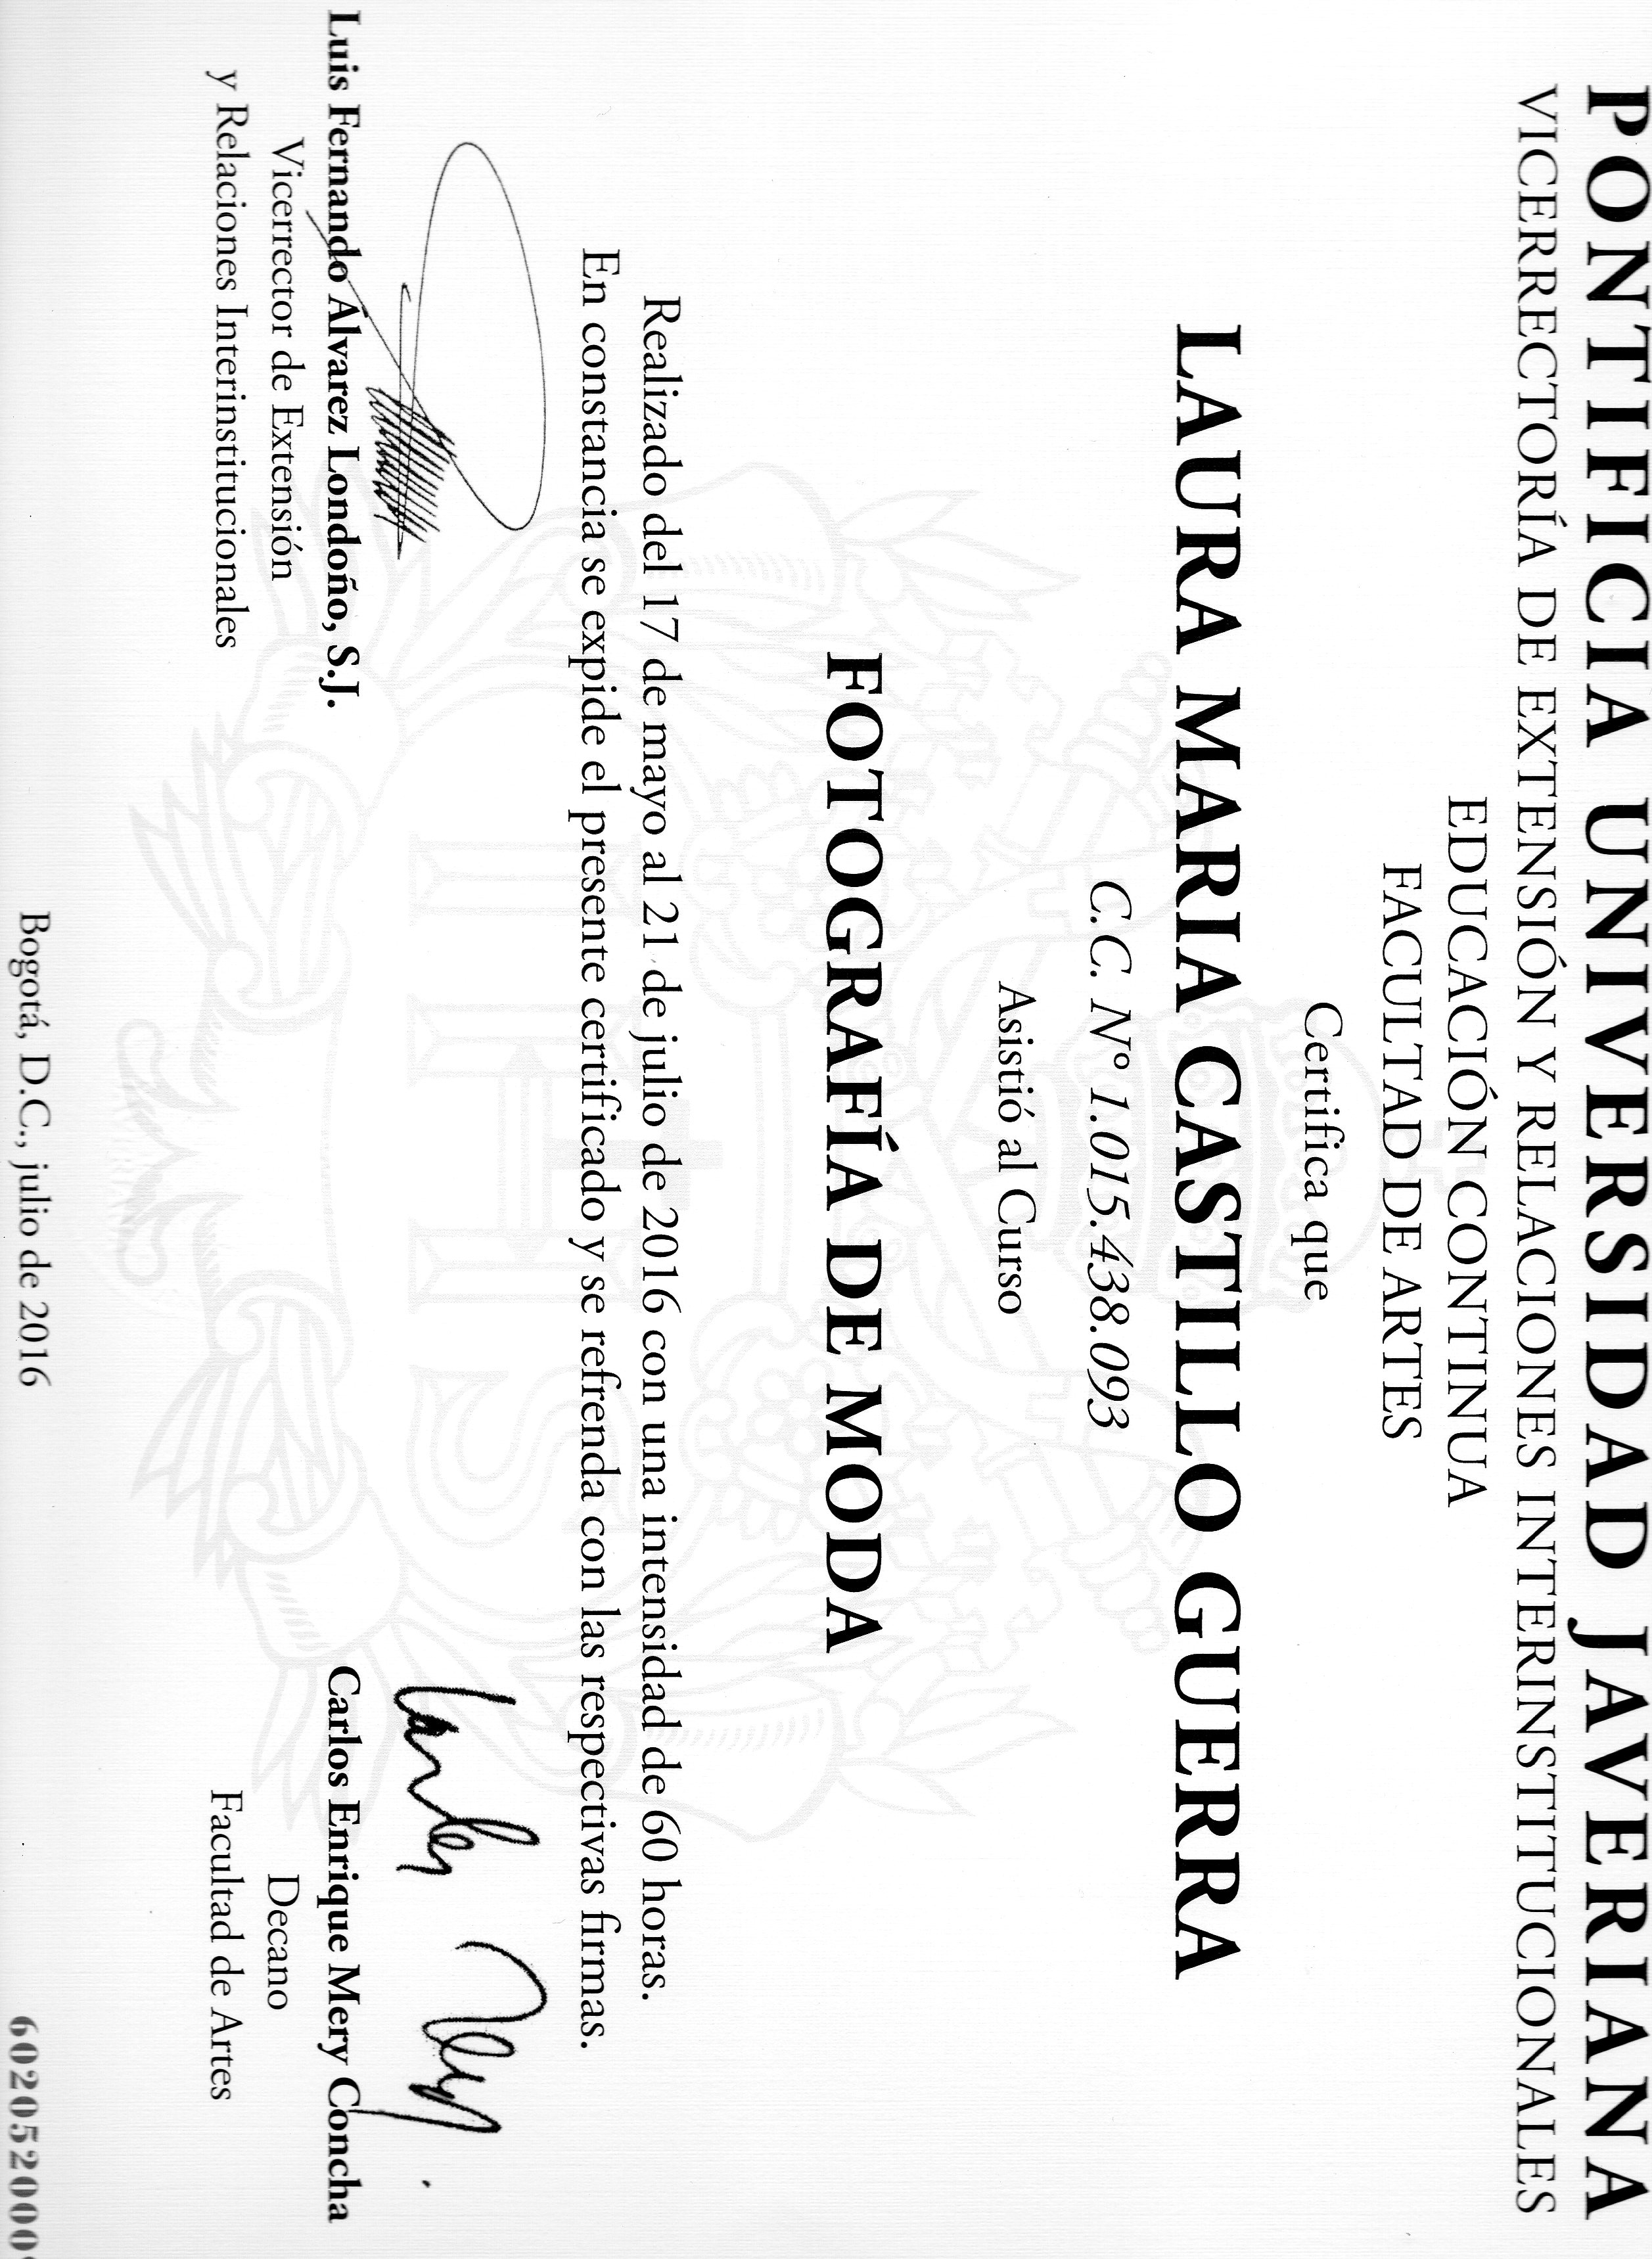 PONTIFICIA UNIVERSIDAD JAVERIANA
VICERRECTORÍA DE EXTENSIÓN Y RELACIONES INTERINSTITUCIONALES
EDUCACIÓN CONTINUA
FACULTAD DE ARTES
Certifica que
LAURA MARIA CASTILLO GUERRA
C.C. N° 1.015.438.093
Asistió al Curso
FOTOGRAFÍA DE MODA
Realizado del 17 de mayo al 21 de julio de 2016 con una intensidad de 60 horas.
En constancia se expide el presente certificado y se refrenda con las respectivas firmas.
IHS
Carlos Mery
Luis Fernando Álvarez Londoño, S.J.
Vicerrector de Extensión
y Relaciones Interinstitucionales
Carlos Enrique Mery Concha
Decano
Facultad de Artes
JAVERIANA
Bogotá, D.C., julio de 2016
602052000